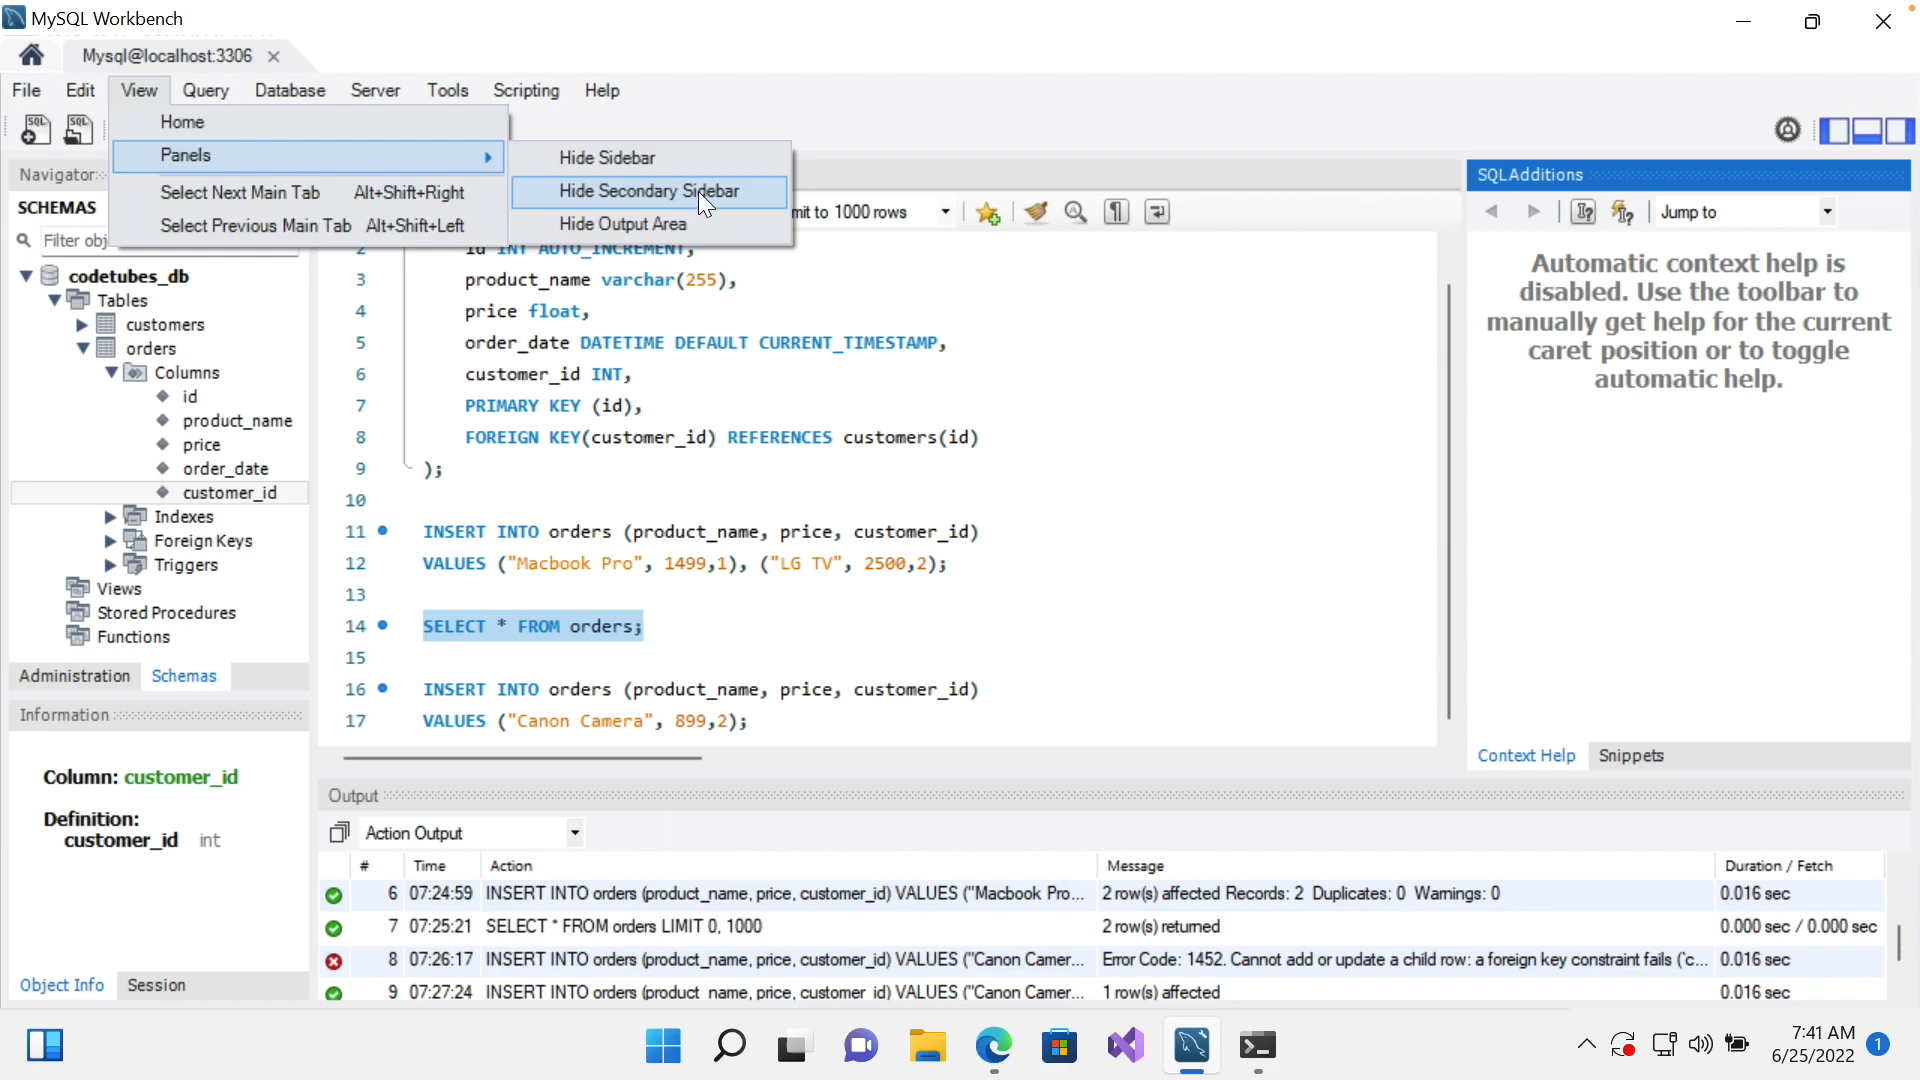 MySQL Workbench
Mysql@localhost:3306
File Edit View Query Database Server Tools Scripting Help
Home
Panels
Select Next Main Tab Alt+Shift+Right
Select Previous Main Tab Alt+Shift+Left
Hide Sidebar
Hide Secondary Sidebar
Hide Output Area
Navigator
SCHEMAS
Filter obj
codetubes_db
Tables
customers
orders
Columns
id
product_name
price
order_date
customer_id
Indexes
Foreign Keys
Triggers
Views
Stored Procedures
Functions
Administration Schemas
Information
Column: customer_id
Definition:
customer_id int
Object Info Session
mit to 1000 rows
2 id INT AUTO_INCREMENT,
3 product_name varchar(255),
4 price float,
5 order_date DATETIME DEFAULT CURRENT_TIMESTAMP,
6 customer_id INT,
7 PRIMARY KEY (id),
8 FOREIGN KEY(customer_id) REFERENCES customers(id)
9 );
10
11 INSERT INTO orders (product_name, price, customer_id)
12 VALUES ("Macbook Pro", 1499,1), ("LG TV", 2500,2);
13
14 SELECT * FROM orders;
15
16 INSERT INTO orders (product_name, price, customer_id)
17 VALUES ("Canon Camera", 899,2);
SQLAdditions
Jump to
Automatic context help is
disabled. Use the toolbar to
manually get help for the current
caret position or to toggle
automatic help.
Context Help Snippets
Output
Action Output
# Time Action Message Duration / Fetch
6 07:24:59 INSERT INTO orders (product_name, price, customer_id) VALUES ("Macbook Pro... 2 row(s) affected Records: 2 Duplicates: 0 Warnings: 0 0.016 sec
7 07:25:21 SELECT * FROM orders LIMIT 0, 1000 2 row(s) returned 0.000 sec / 0.000 sec
8 07:26:17 INSERT INTO orders (product_name, price, customer_id) VALUES ("Canon Camer... Error Code: 1452. Cannot add or update a child row: a foreign key constraint fails (`c... 0.016 sec
9 07:27:24 INSERT INTO orders (product_name, price, customer_id) VALUES ("Canon Camer... 1 row(s) affected 0.016 sec
7:41 AM
6/25/2022
1